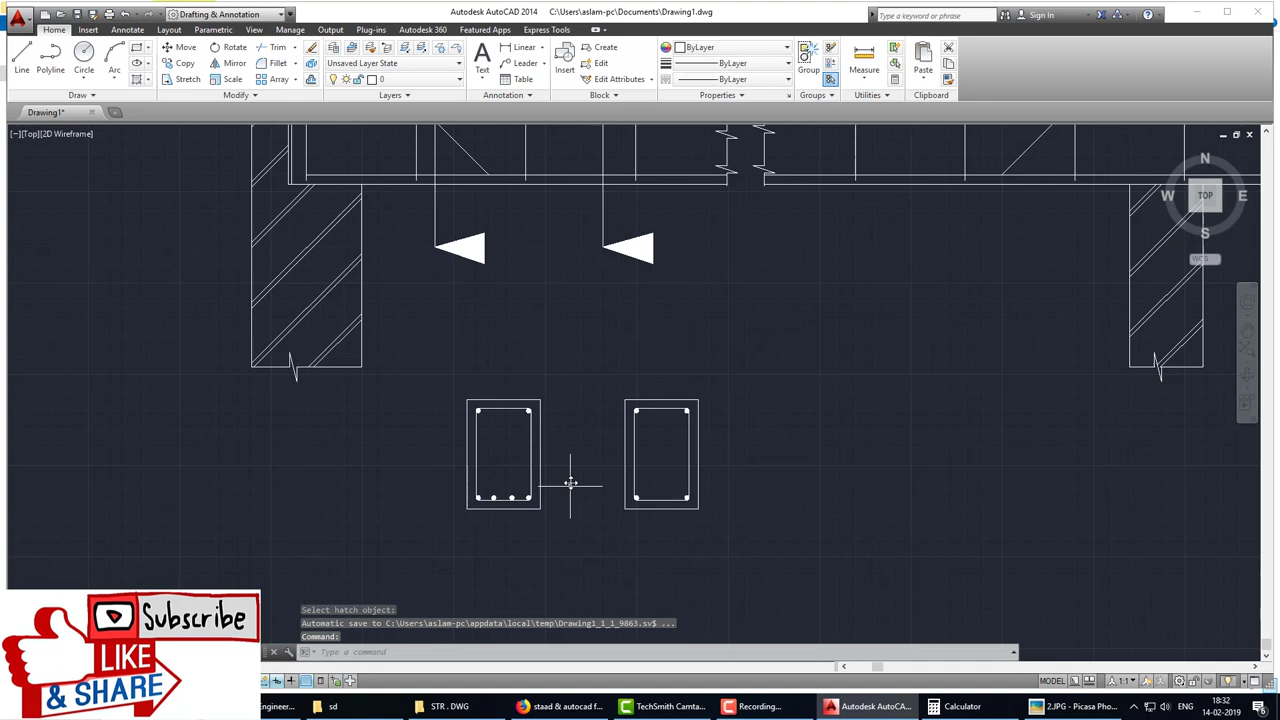 Drafting & Annotation
Autodesk AutoCAD 2014 C:\Users\aslam-pc\Documents\Drawing1.dwg
Type a keyword or phrase
Sign In
Home Insert Annotate Parametric View Manage Output Plug-ins Autodesk 360 Featured Apps Express Tools
Line Polyline Circle Arc
Move Rotate Trim
Copy Mirror Fillet
Stretch Scale Array
Unsaved Layer State
0
Text
Linear
Leader
Table
Insert
Create
Edit
Edit Attributes
ByLayer
ByLayer
ByLayer
Group
Measure
Paste
Draw Modify Layers Annotation Block Properties Groups Utilities Clipboard
Drawing1*
[−][Top][2D Wireframe]
N
W TOP E
S
WCS
Select hatch object:
Automatic save to C:\Users\aslam-pc\appdata\local\temp\Drawing1_1_1_9863.sv$ ...
Command:
Type a command
Subscribe
LIKE
& SHARE
MODEL
1:1
Engineer...
sd
STR . DWG
staad & autocad f...
TechSmith Camta...
Recording...
Autodesk AutoCA...
Calculator
2.JPG - Picasa Phot...
ENG
18:32
14-02-2019
6